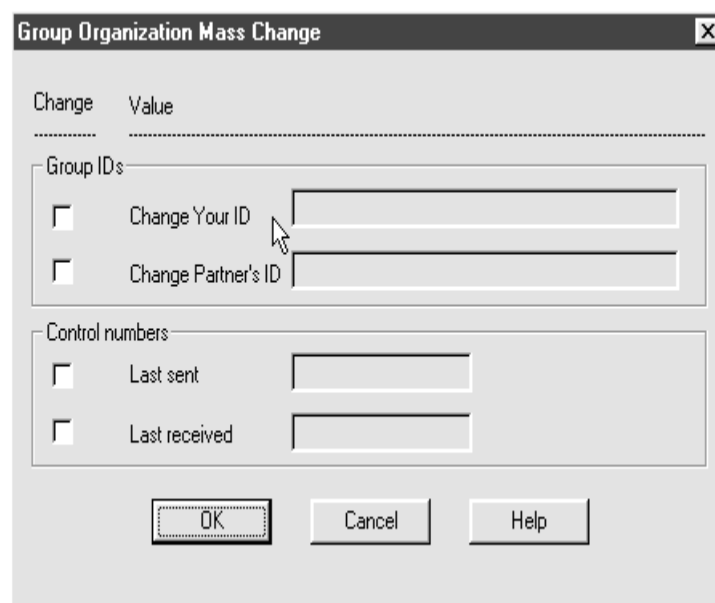 Group Organization Mass Change
Change Value
Group IDs
Change Your ID
Change Partner's ID
Control numbers
Last sent
Last received
OK Cancel Help